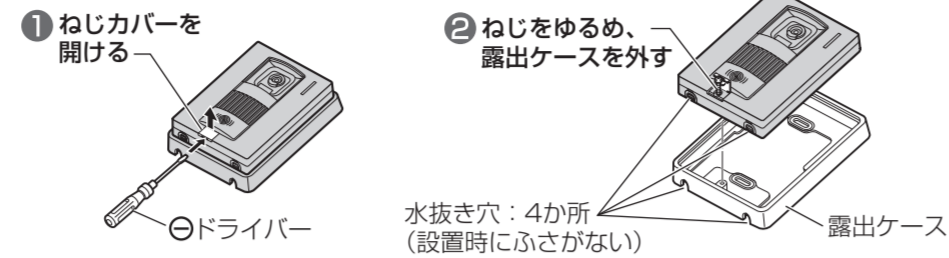 ❶ ねじカバーを
開ける
⊖ドライバー
❷ ねじをゆるめ、
露出ケースを外す
水抜き穴：4か所
（設置時にふさがない）
露出ケース